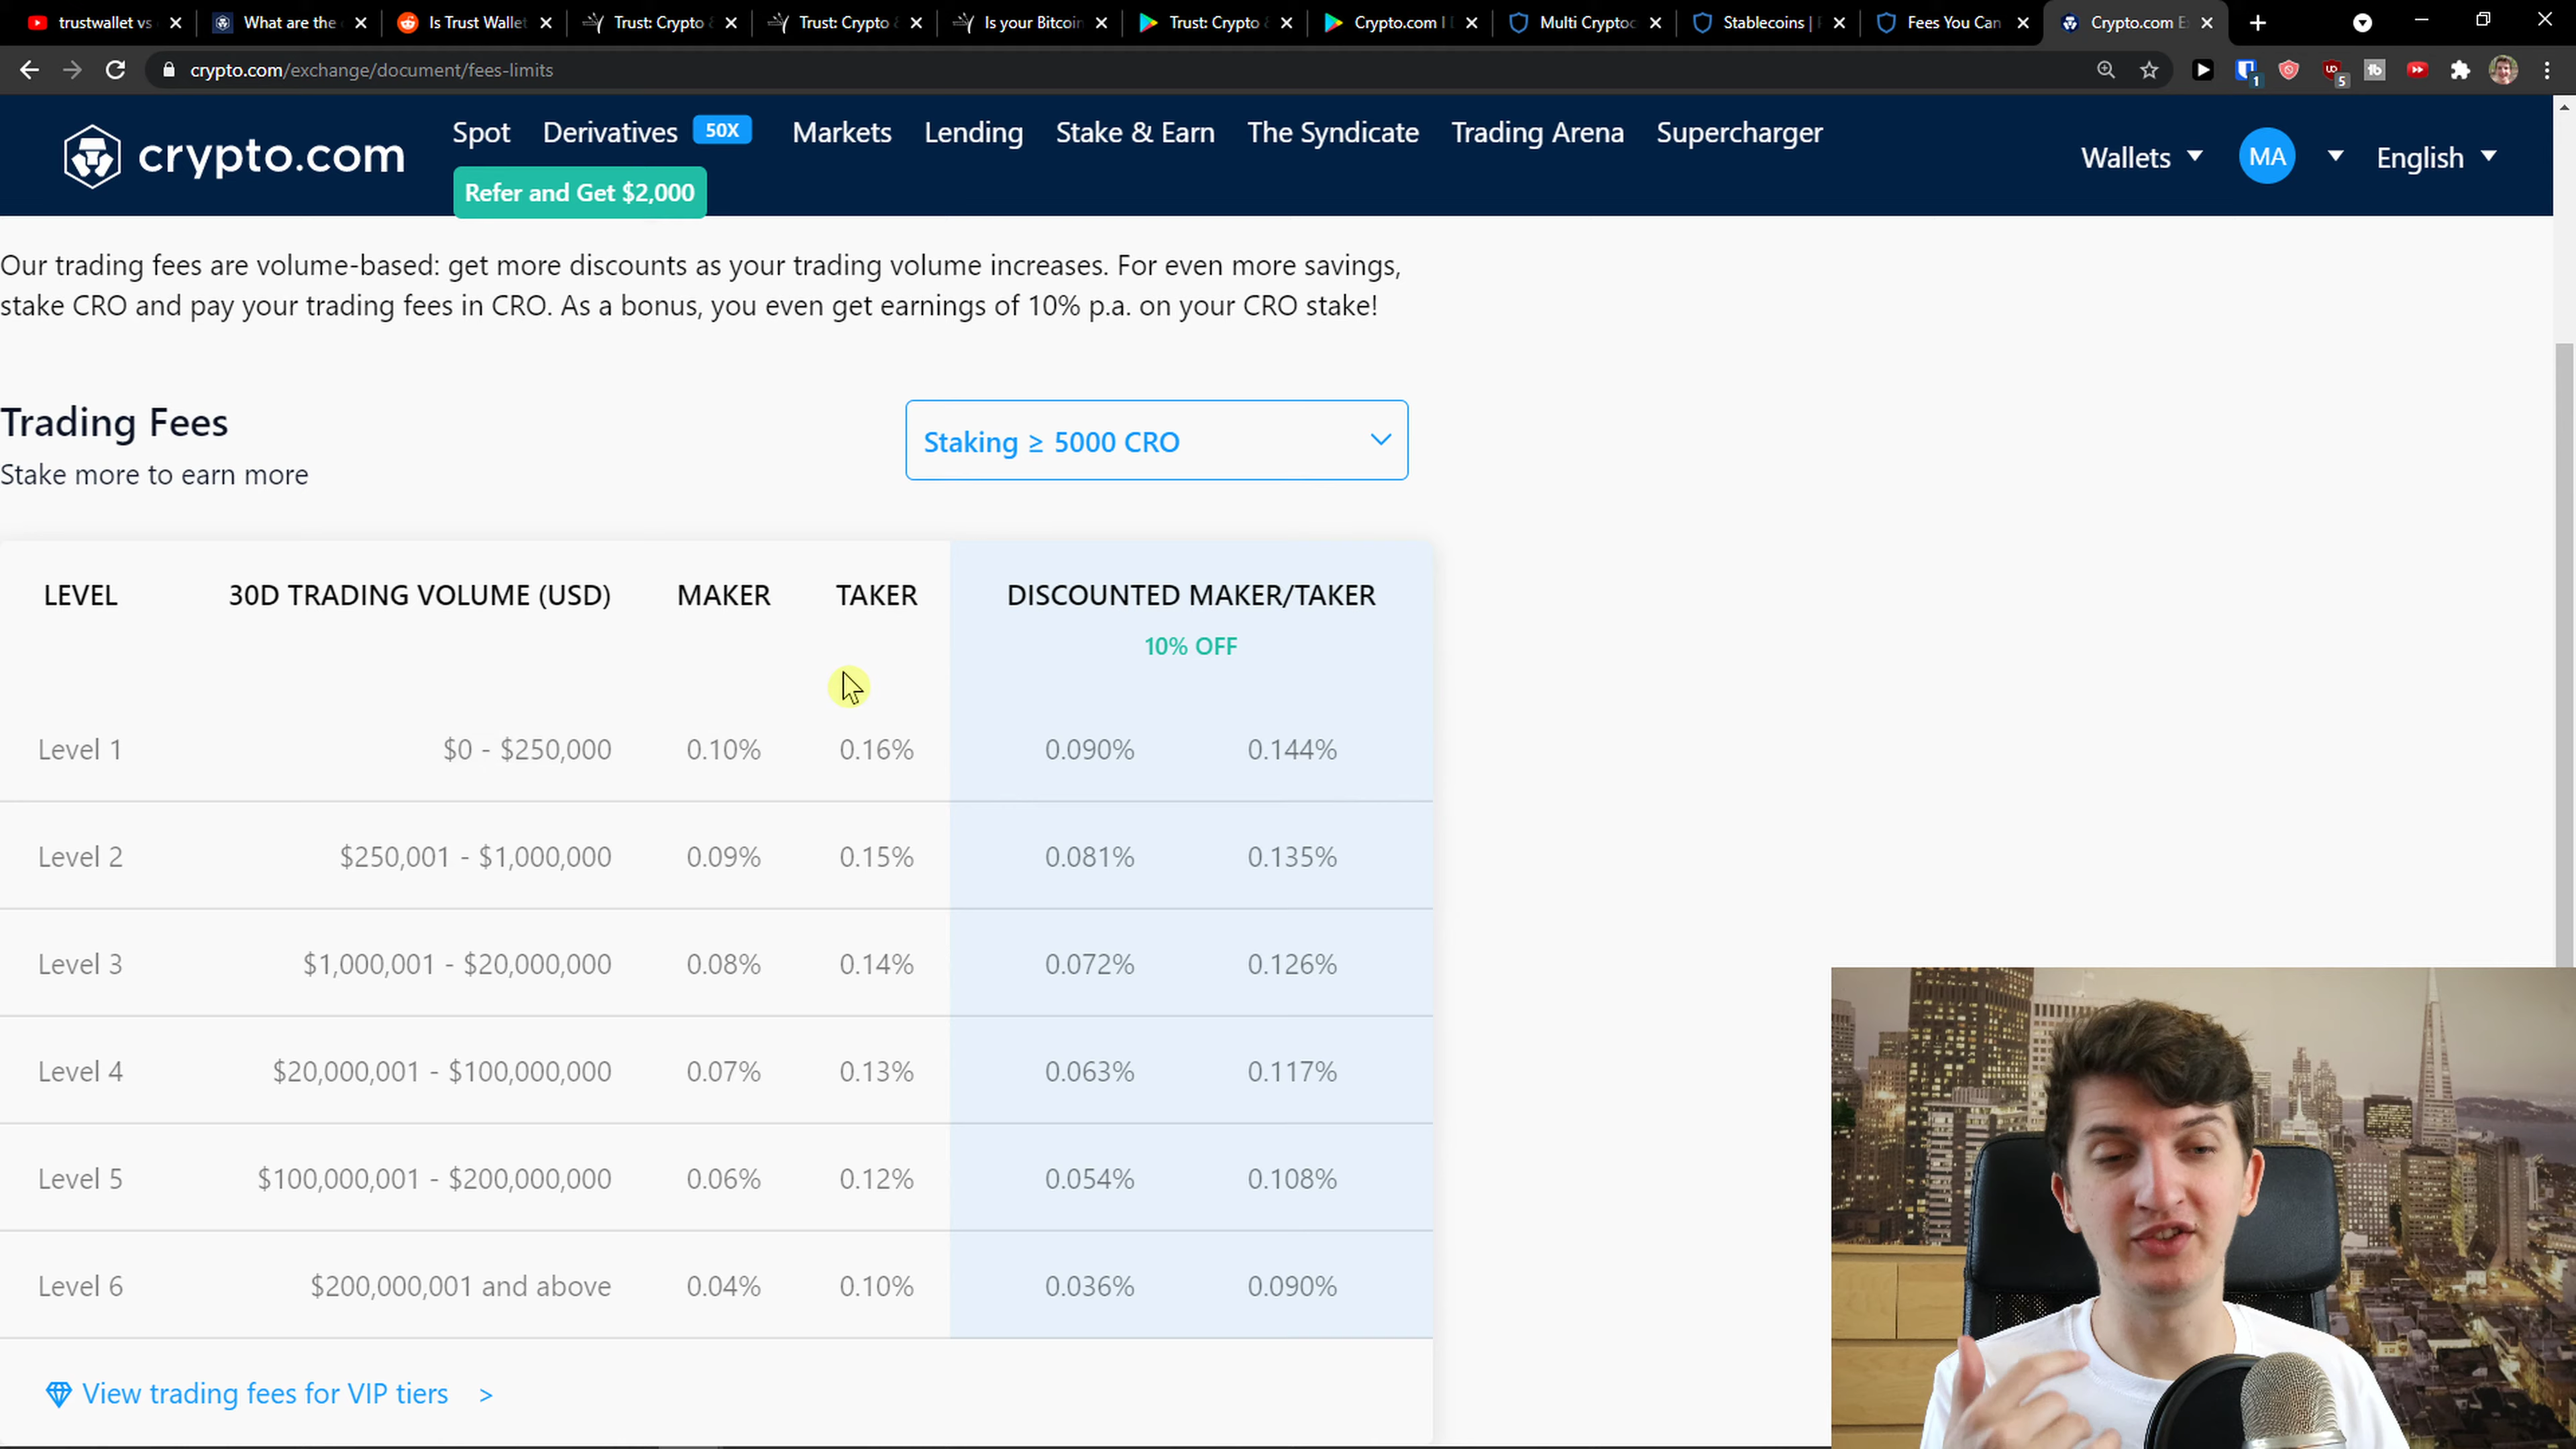 trustwallet vs
What are the
Is Trust Wallet
Trust: Crypto
Trust: Crypto
Is your Bitcoin
Trust: Crypto
Crypto.com
Multi Cryptoc
Stablecoins |
Fees You Can
Crypto.com E
crypto.com/exchange/document/fees-limits
1
5
crypto.com
Spot
Derivatives 50X
Markets
Lending
Stake & Earn
The Syndicate
Trading Arena
Supercharger
Refer and Get $2,000
Wallets
MA
English
Our trading fees are volume-based: get more discounts as your trading volume increases. For even more savings,
stake CRO and pay your trading fees in CRO. As a bonus, you even get earnings of 10% p.a. on your CRO stake!
Trading Fees
Stake more to earn more
Staking ≥ 5000 CRO
LEVEL 30D TRADING VOLUME (USD) MAKER TAKER DISCOUNTED MAKER/TAKER
10% OFF
Level 1 $0 - $250,000 0.10% 0.16% 0.090% 0.144%
Level 2 $250,001 - $1,000,000 0.09% 0.15% 0.081% 0.135%
Level 3 $1,000,001 - $20,000,000 0.08% 0.14% 0.072% 0.126%
Level 4 $20,000,001 - $100,000,000 0.07% 0.13% 0.063% 0.117%
Level 5 $100,000,001 - $200,000,000 0.06% 0.12% 0.054% 0.108%
Level 6 $200,000,001 and above 0.04% 0.10% 0.036% 0.090%
View trading fees for VIP tiers >